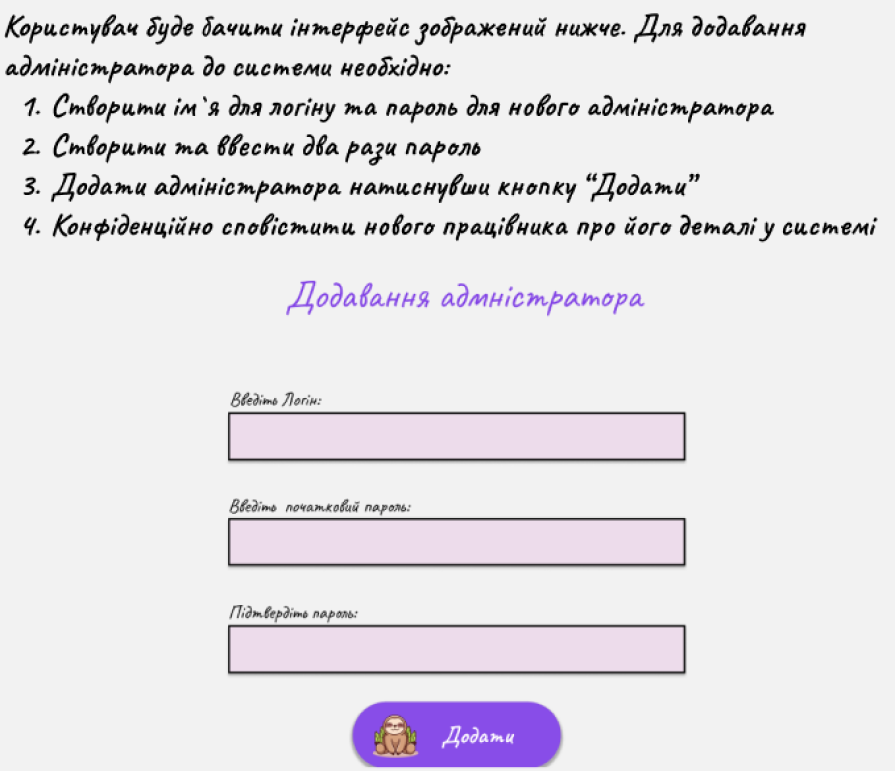 Користувач буде бачити інтерфейс зображений нижче. Для додавання
адміністратора до системи необхідно:
1. Створити ім`я для логіну та пароль для нового адміністратора
2. Створити та ввести два рази пароль
3. Додати адміністратора натиснувши кнопку “Додати”
4. Конфіденційно сповістити нового працівника про його деталі у системі
Додавання адмністратора
Введіть Логін:
Введіть початковий пароль:
Підтвердіть пароль:
Додати